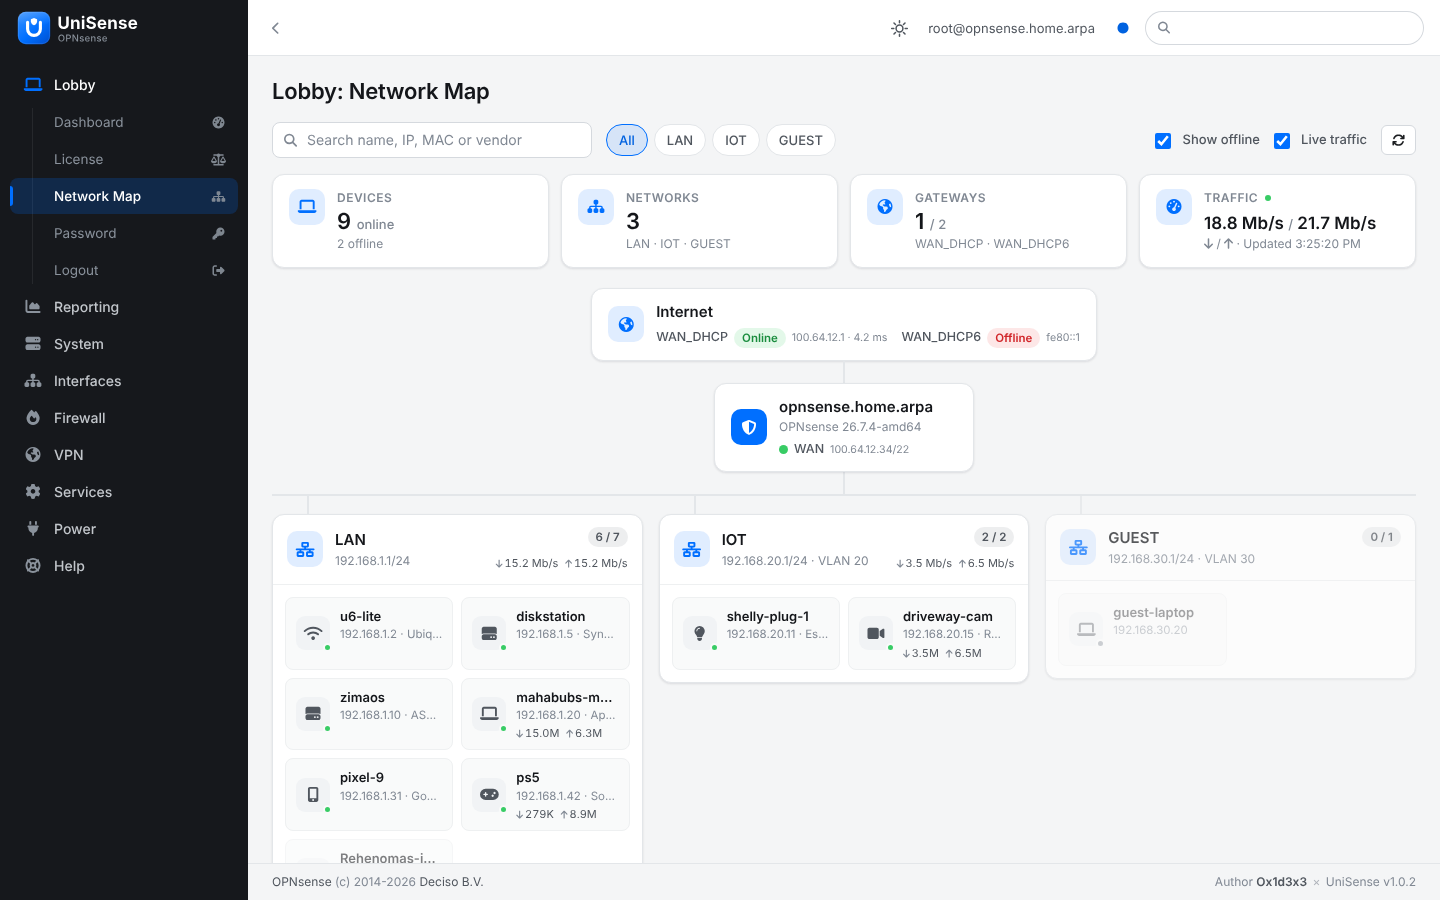 UniSense
OPNsense
root@opnsense.home.arpa
Lobby
Dashboard
License
Network Map
Password
Logout
Reporting
System
Interfaces
Firewall
VPN
Services
Power
Help
Lobby: Network Map
Search name, IP, MAC or vendor
All
LAN
IOT
GUEST
Show offline
Live traffic
DEVICES
9 online
2 offline
NETWORKS
3
LAN · IOT · GUEST
GATEWAYS
1 / 2
WAN_DHCP · WAN_DHCP6
TRAFFIC
18.8 Mb/s / 21.7 Mb/s
↓ / ↑ · Updated 3:25:20 PM
Internet
WAN_DHCP Online 100.64.12.1 · 4.2 ms WAN_DHCP6 Offline fe80::1
opnsense.home.arpa
OPNsense 26.7.4-amd64
WAN 100.64.12.34/22
LAN
6 / 7
192.168.1.1/24
↓15.2 Mb/s ↑15.2 Mb/s
u6-lite
192.168.1.2 · Ubiq...
diskstation
192.168.1.5 · Syn...
zimaos
192.168.1.10 · AS...
mahabubs-m...
192.168.1.20 · Ap...
↓15.0M ↑6.3M
pixel-9
192.168.1.31 · Go...
ps5
192.168.1.42 · So...
↓279K ↑8.9M
Rehenomas-i...
IOT
2 / 2
192.168.20.1/24 · VLAN 20
↓3.5 Mb/s ↑6.5 Mb/s
shelly-plug-1
192.168.20.11 · Es...
driveway-cam
192.168.20.15 · R...
↓3.5M ↑6.5M
GUEST
0 / 1
192.168.30.1/24 · VLAN 30
guest-laptop
192.168.30.20
OPNsense (c) 2014-2026 Deciso B.V.
Author Ox1d3x3 × UniSense v1.0.2